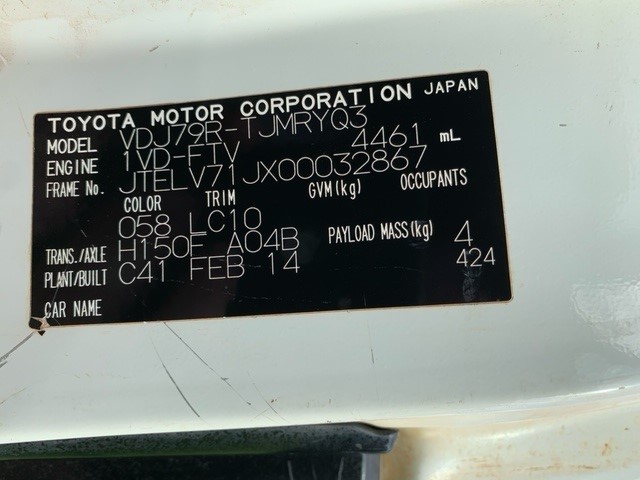 TOYOTA MOTOR CORPORATION JAPAN
MODEL VDJ79R-TJMRYQ3
ENGINE 1VD-FTV 4461 mL
FRAME No. JTELV71JX00032867
COLOR TRIM GVM(kg) OCCUPANTS
058 LC10
TRANS./AXLE H150F A04B PAYLOAD MASS(kg) 4
PLANT/BUILT C41 FEB 14 424
CAR NAME